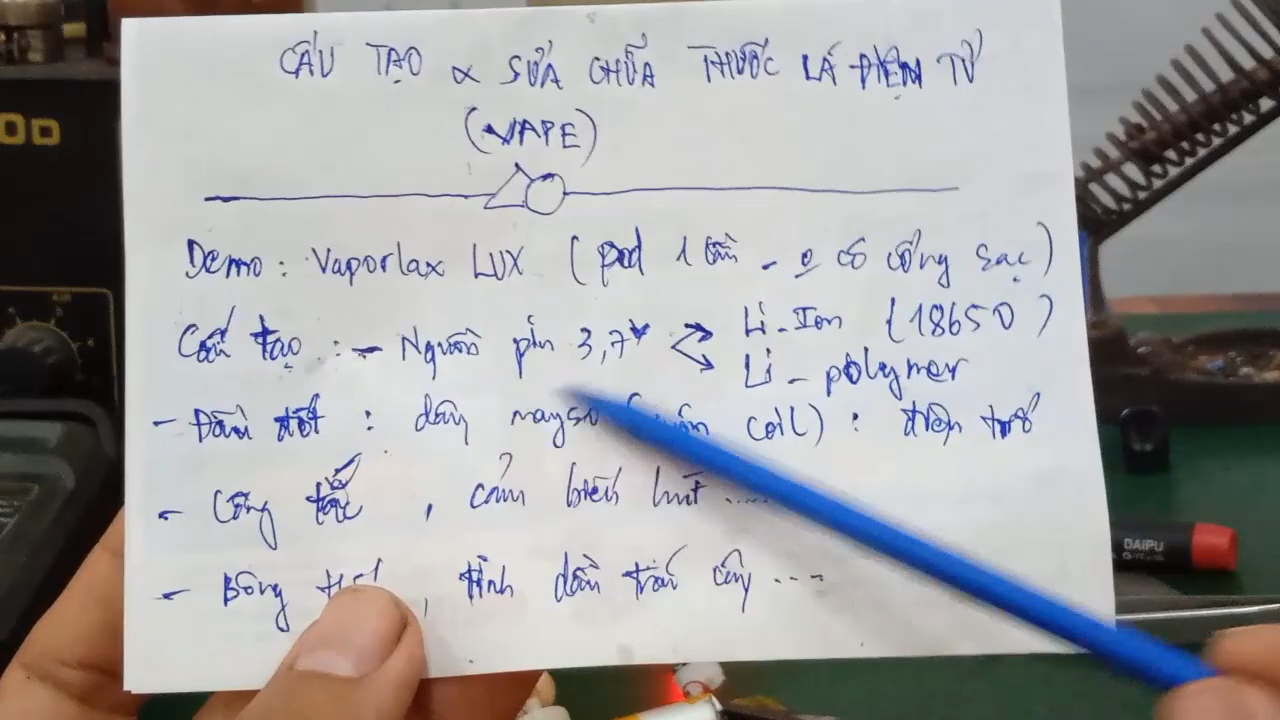 CẤU TẠO & SỬA CHỮA THUỐC LÁ ĐIỆN TỬ
(VAPE)
OD
Demo: Vaporlax LUX (pod 1 lần - o có cổng sạc)
Cấu tạo : - Nguồn pin 3,7v Li-Ion (18650)
Li-polymer
- Đầu đốt : dây mayso coil) : điện trở
- Công tắc , cảm biến hút ....
- Bông , tinh dầu trái cây ...
DAIPU